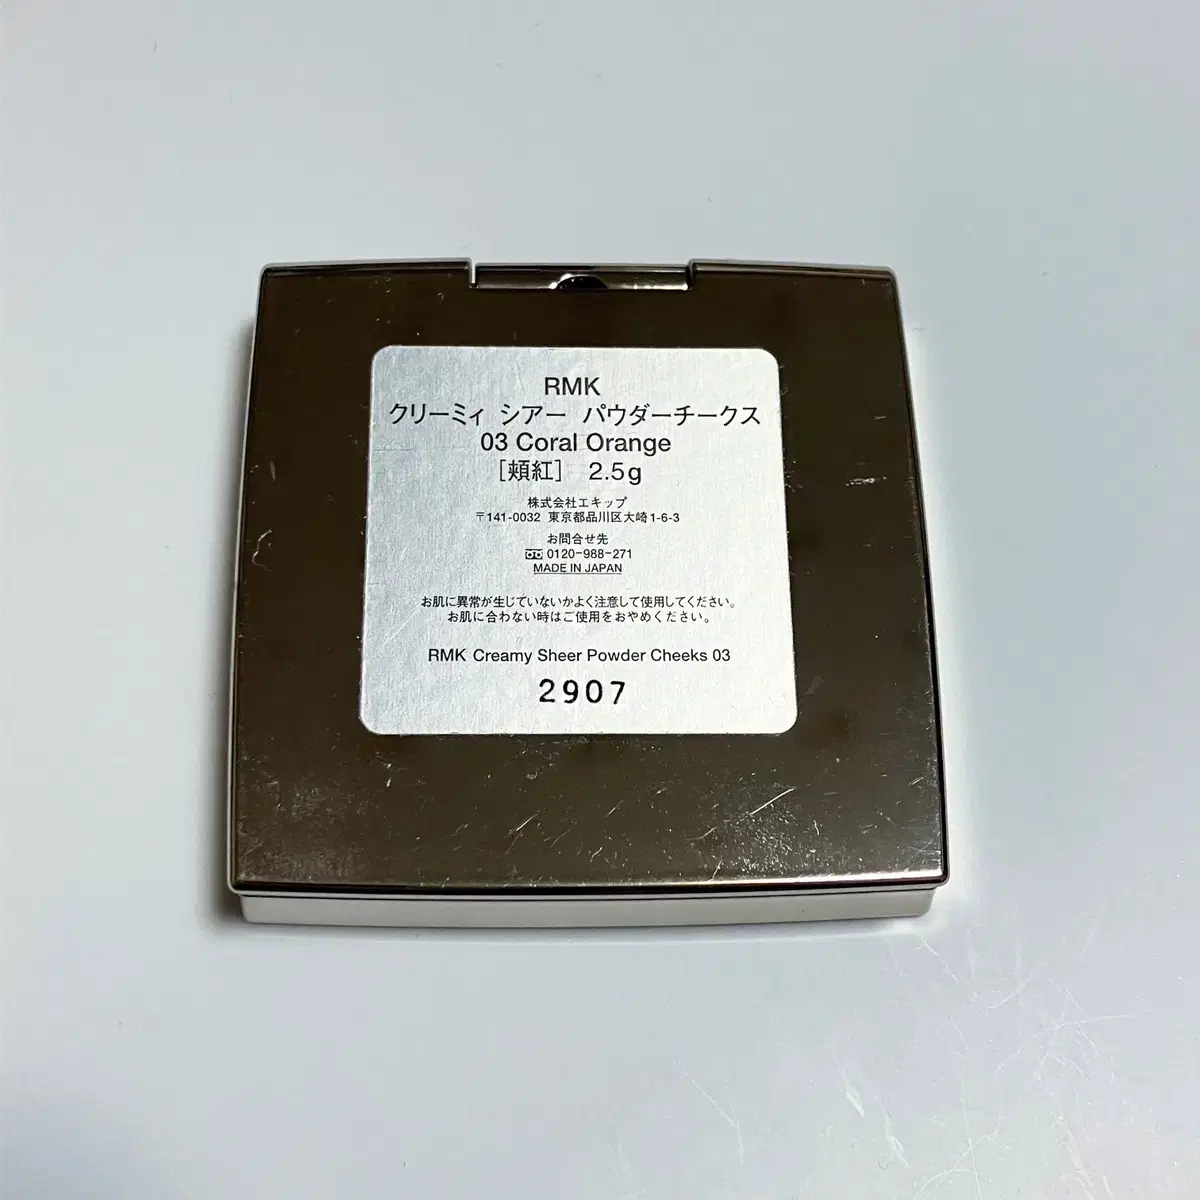 RMK
クリーミィ シアー パウダーチークス
03 Coral Orange
［頬紅］ 2.5g
株式会社エキップ
〒141-0032 東京都品川区大崎1-6-3
お問合せ先
0120-988-271
MADE IN JAPAN
お肌に異常が生じていないかよく注意して使用してください。
お肌に合わない時はご使用をおやめください。
RMK Creamy Sheer Powder Cheeks 03
2907